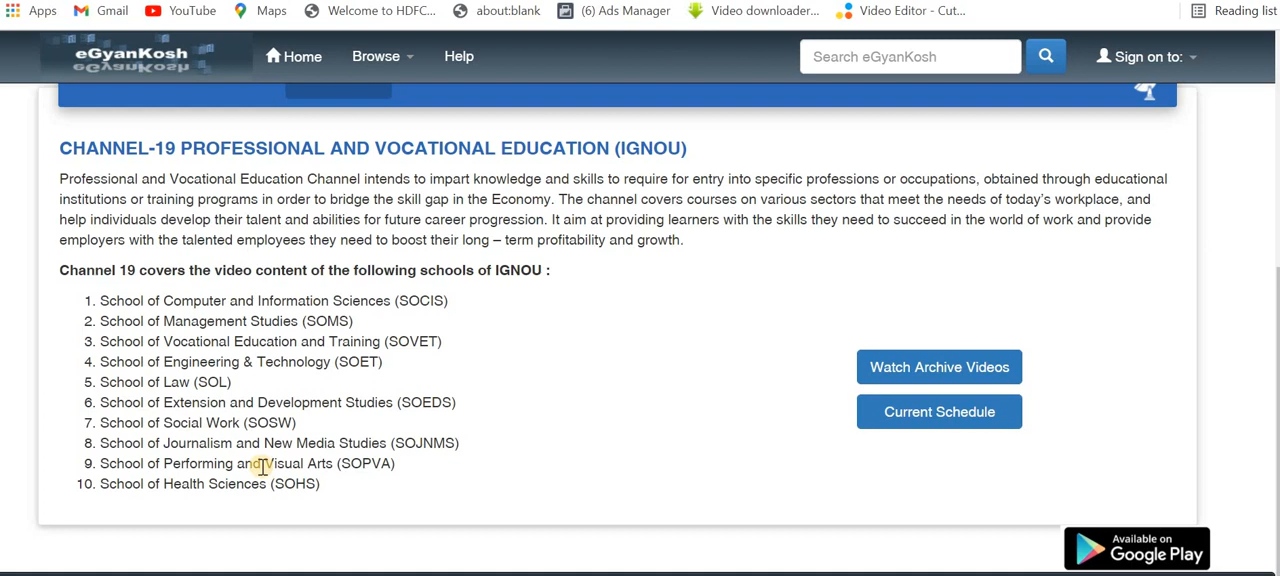 Apps Gmail YouTube Maps Welcome to HDFC... about:blank (6) Ads Manager Video downloader... Video Editor - Cut... Reading list
eGyanKosh Home Browse Help Search eGyanKosh Sign on to:
CHANNEL-19 PROFESSIONAL AND VOCATIONAL EDUCATION (IGNOU)
Professional and Vocational Education Channel intends to impart knowledge and skills to require for entry into specific professions or occupations, obtained through educational
institutions or training programs in order to bridge the skill gap in the Economy. The channel covers courses on various sectors that meet the needs of today's workplace, and
help individuals develop their talent and abilities for future career progression. It aim at providing learners with the skills they need to succeed in the world of work and provide
employers with the talented employees they need to boost their long – term profitability and growth.
Channel 19 covers the video content of the following schools of IGNOU :
1. School of Computer and Information Sciences (SOCIS)
2. School of Management Studies (SOMS)
3. School of Vocational Education and Training (SOVET)
4. School of Engineering & Technology (SOET)
5. School of Law (SOL)
6. School of Extension and Development Studies (SOEDS)
7. School of Social Work (SOSW)
8. School of Journalism and New Media Studies (SOJNMS)
9. School of Performing and Visual Arts (SOPVA)
10. School of Health Sciences (SOHS)
Watch Archive Videos
Current Schedule
Available on
Google Play